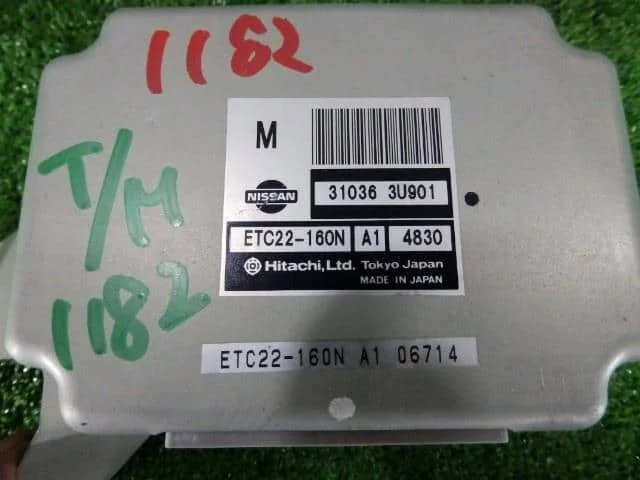 1182
M
NISSAN
31036 3U901
ETC22-160N A1 4830
Hitachi, Ltd. Tokyo Japan
MADE IN JAPAN
T/M
1182
ETC22-160N A1 06714